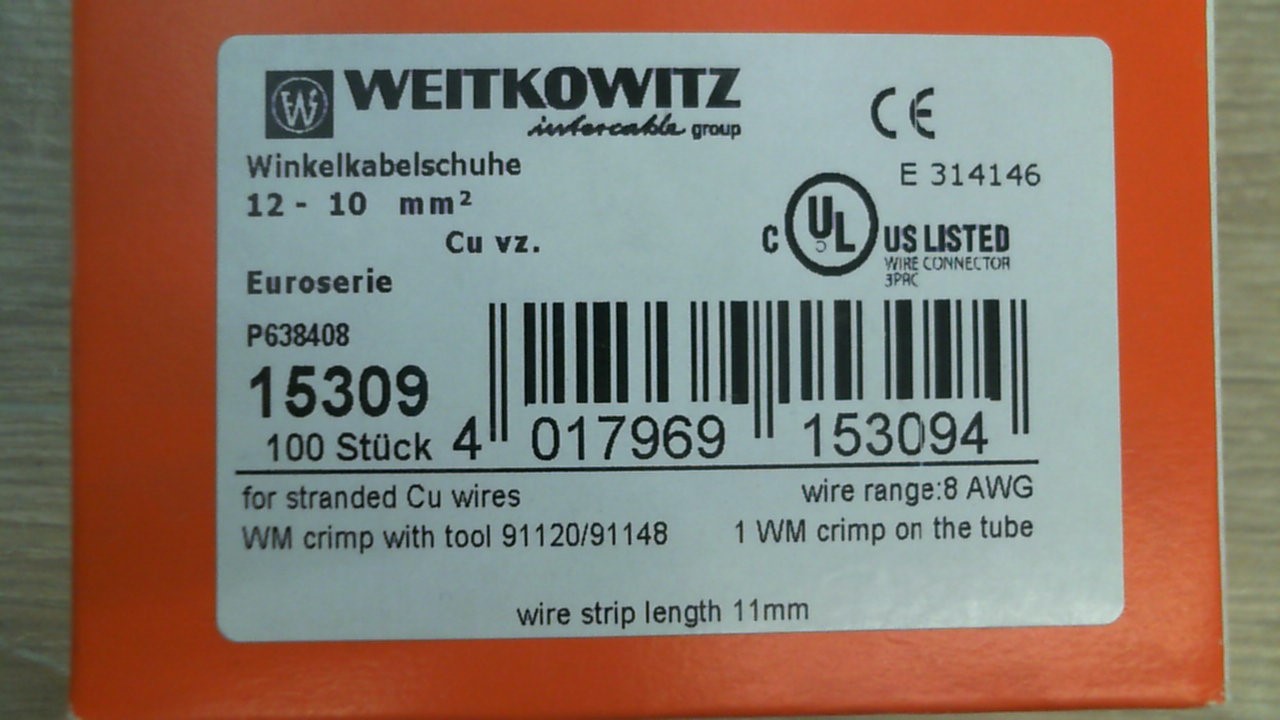 WEITKOWITZ
intercable group
CE
Winkelkabelschuhe
E 314146
12 - 10 mm²
Cu vz.
C UL US LISTED
WIRE CONNECTOR
3PAC
Euroserie
P638408
15309
100 Stück
4 017969 153094
for stranded Cu wires
wire range:8 AWG
WM crimp with tool 91120/91148
1 WM crimp on the tube
wire strip length 11mm